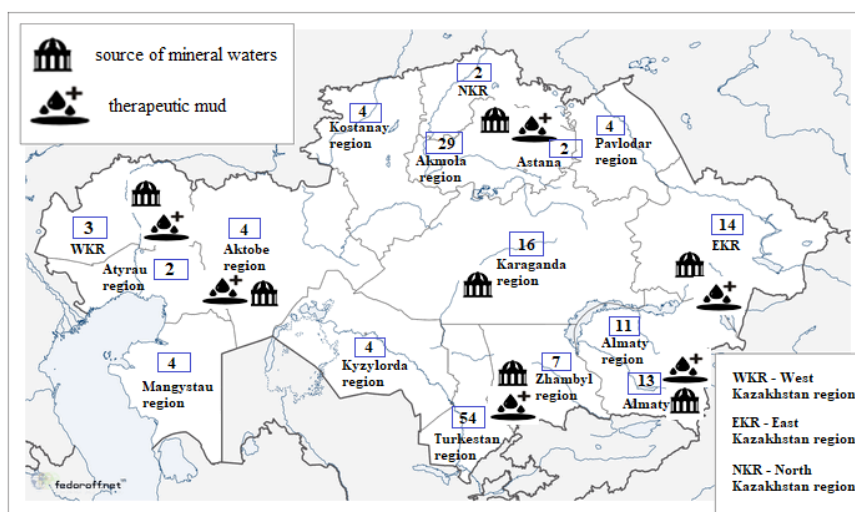 source of mineral waters
therapeutic mud
2
NKR
4
Kostanay
region
29
Akmola
region
2
Astana
4
Pavlodar
region
3
WKR
4
Aktobe
region
Atyrau
region
2
16
Karaganda
region
14
EKR
4
Mangystau
region
4
Kyzylorda
region
7
Zhambyl
region
11
Almaty
region
13
Almaty
54
Turkestan
region
WKR - West
Kazakhstan region
EKR - East
Kazakhstan region
NKR - North
Kazakhstan region
fedoroff.net